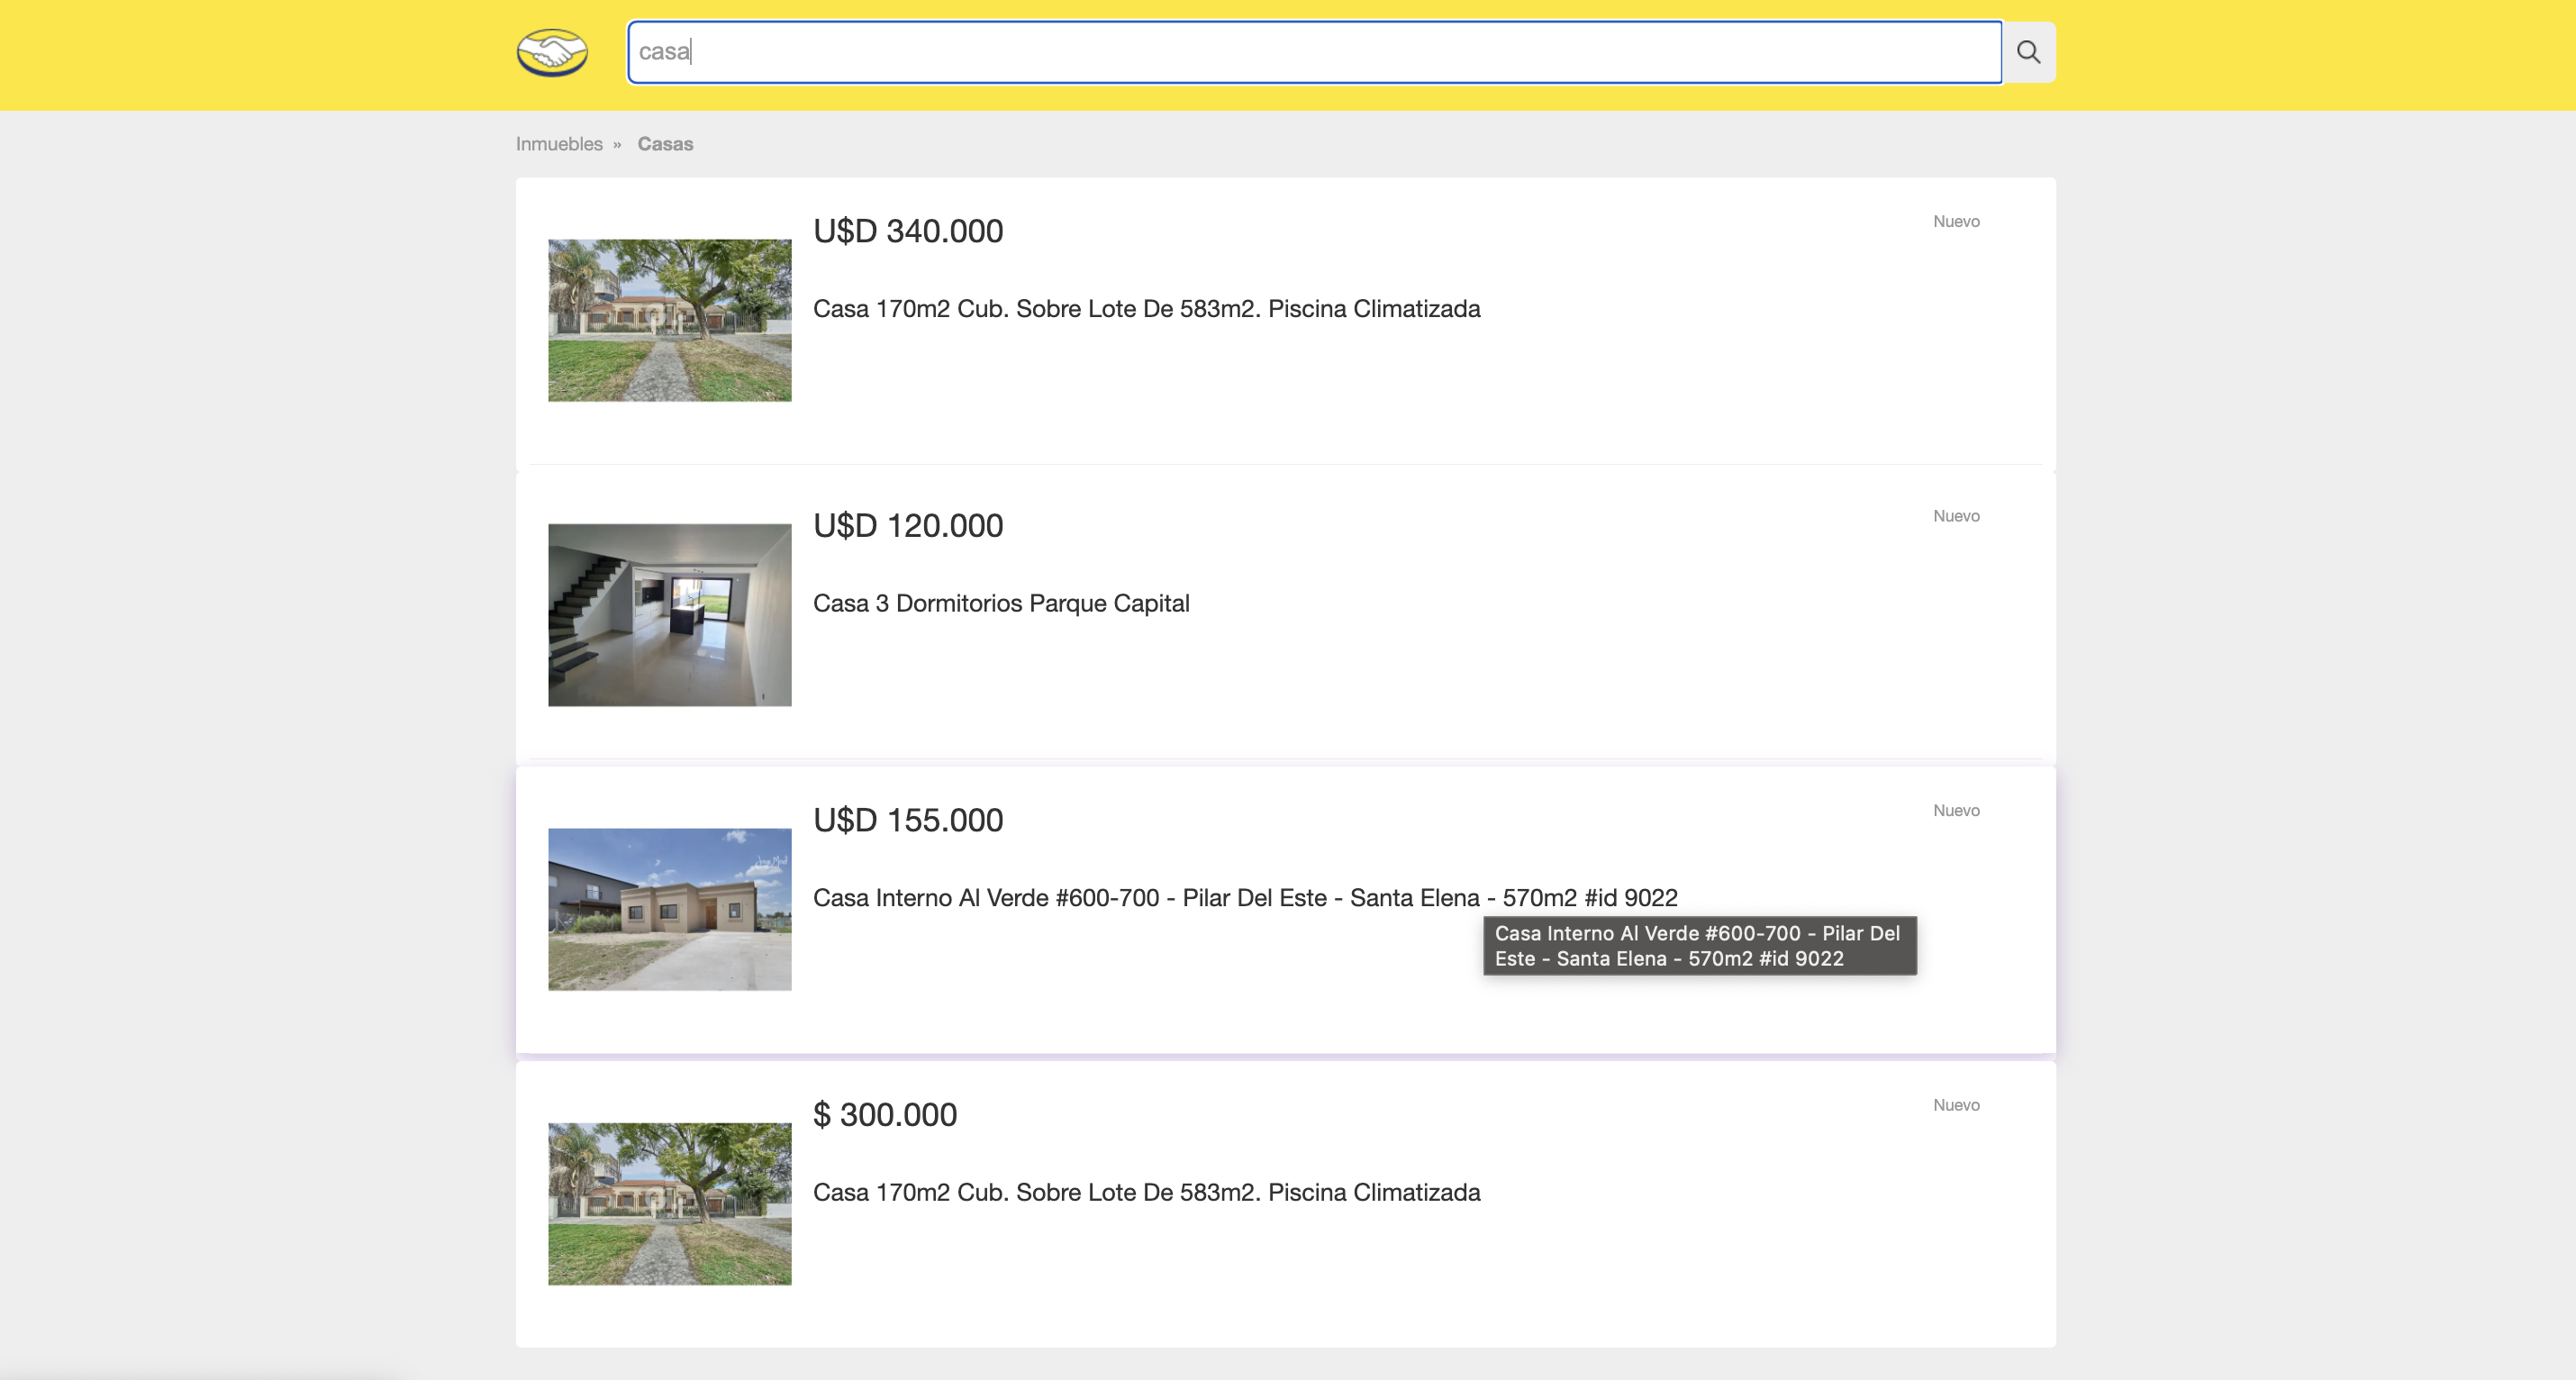 casa
Inmuebles » Casas
U$D 340.000
Nuevo
Casa 170m2 Cub. Sobre Lote De 583m2. Piscina Climatizada
U$D 120.000
Nuevo
Casa 3 Dormitorios Parque Capital
U$D 155.000
Nuevo
Casa Interno Al Verde #600-700 - Pilar Del Este - Santa Elena - 570m2 #id 9022
Casa Interno Al Verde #600-700 - Pilar Del
Este - Santa Elena - 570m2 #id 9022
$ 300.000
Nuevo
Casa 170m2 Cub. Sobre Lote De 583m2. Piscina Climatizada